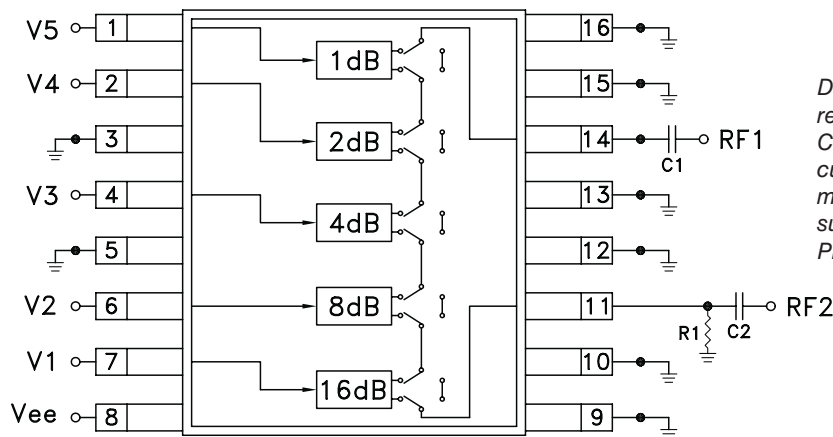 V5 1 1dB 16
V4 2 15
3 2dB 14 C1 RF1
V3 4 4dB 13
5 12
V2 6 8dB 11 R1 C2 RF2
V1 7 16dB 10
Vee 8 9
D
re
C
cu
m
su
P